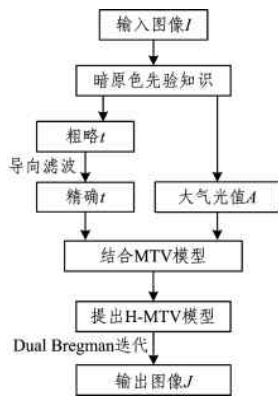 输入图像I
暗原色先验知识
粗略t
导向滤波
精确t
大气光值A
结合MTV模型
提出H-MTV模型
Dual Bregman迭代
输出图像J